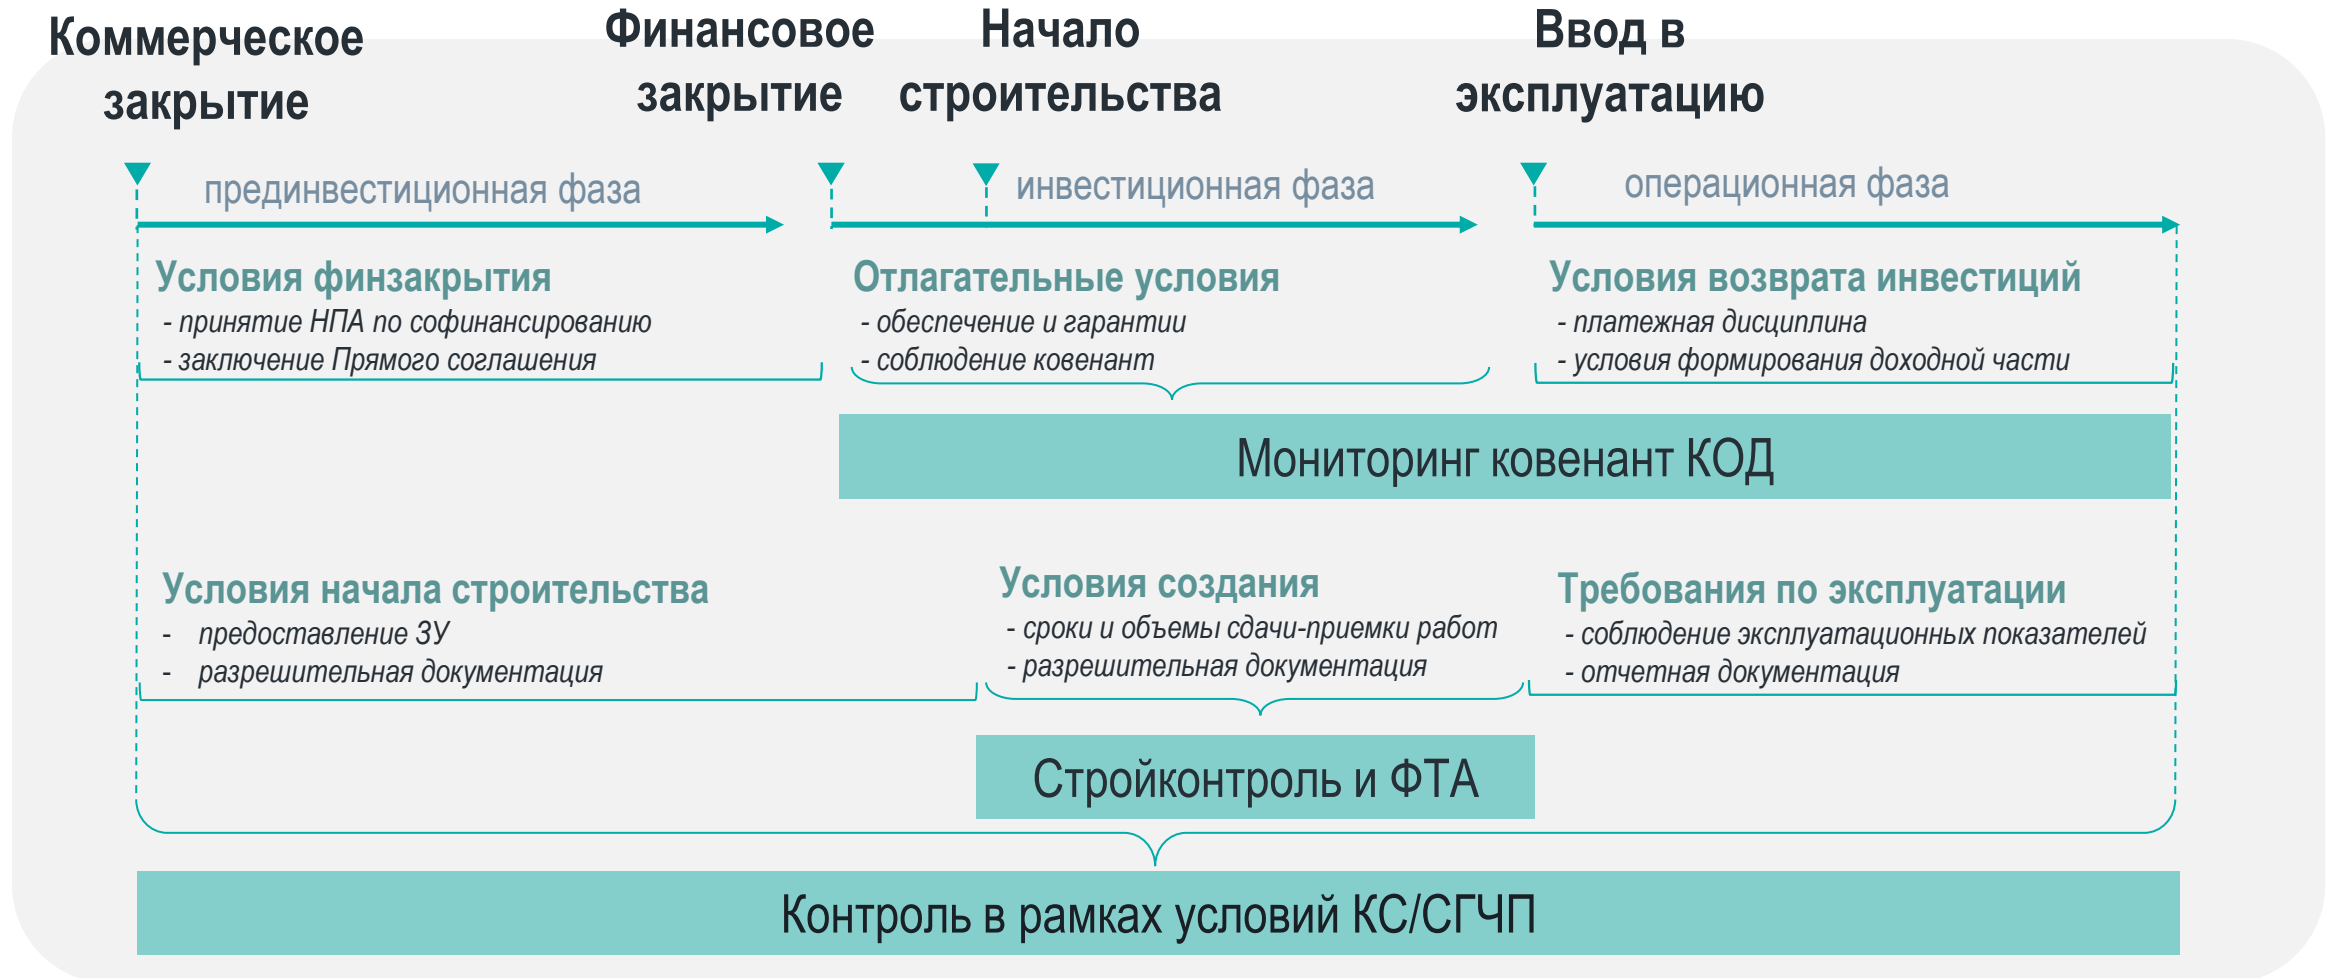 Коммерческое
закрытие
Финансовое
закрытие
Начало
строительства
Ввод в
эксплуатацию
прединвестиционная фаза
инвестиционная фаза
операционная фаза
Условия финзакрытия
- принятие НПА по софинансированию
- заключение Прямого соглашения
Отлагательные условия
- обеспечение и гарантии
- соблюдение ковенант
Условия возврата инвестиций
- платежная дисциплина
- условия формирования доходной части
Мониторинг ковенант КОД
Условия начала строительства
- предоставление ЗУ
- разрешительная документация
Условия создания
- сроки и объемы сдачи-приемки работ
- разрешительная документация
Требования по эксплуатации
- соблюдение эксплуатационных показателей
- отчетная документация
Стройконтроль и ФТА
Контроль в рамках условий КС/СГЧП